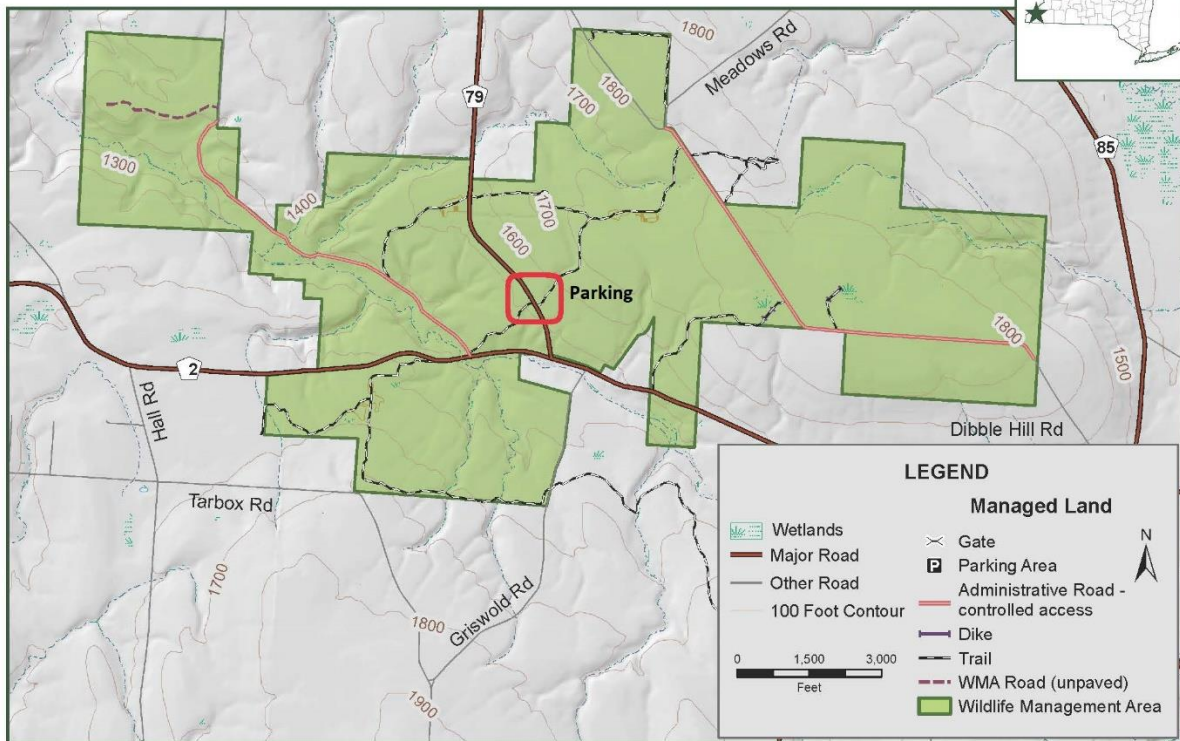 1800
Meadows Rd
1700
1800
79
85
1300
1400
1700
1600
Parking
1800
1500
2
Hall Rd
Dibble Hill Rd
Tarbox Rd
1700
Griswold Rd
1800
1900
LEGEND
Managed Land
Wetlands
Major Road
Other Road
100 Foot Contour
0 1,500 3,000
Feet
Gate
P Parking Area
Administrative Road -
controlled access
Dike
Trail
WMA Road (unpaved)
Wildlife Management Area
N